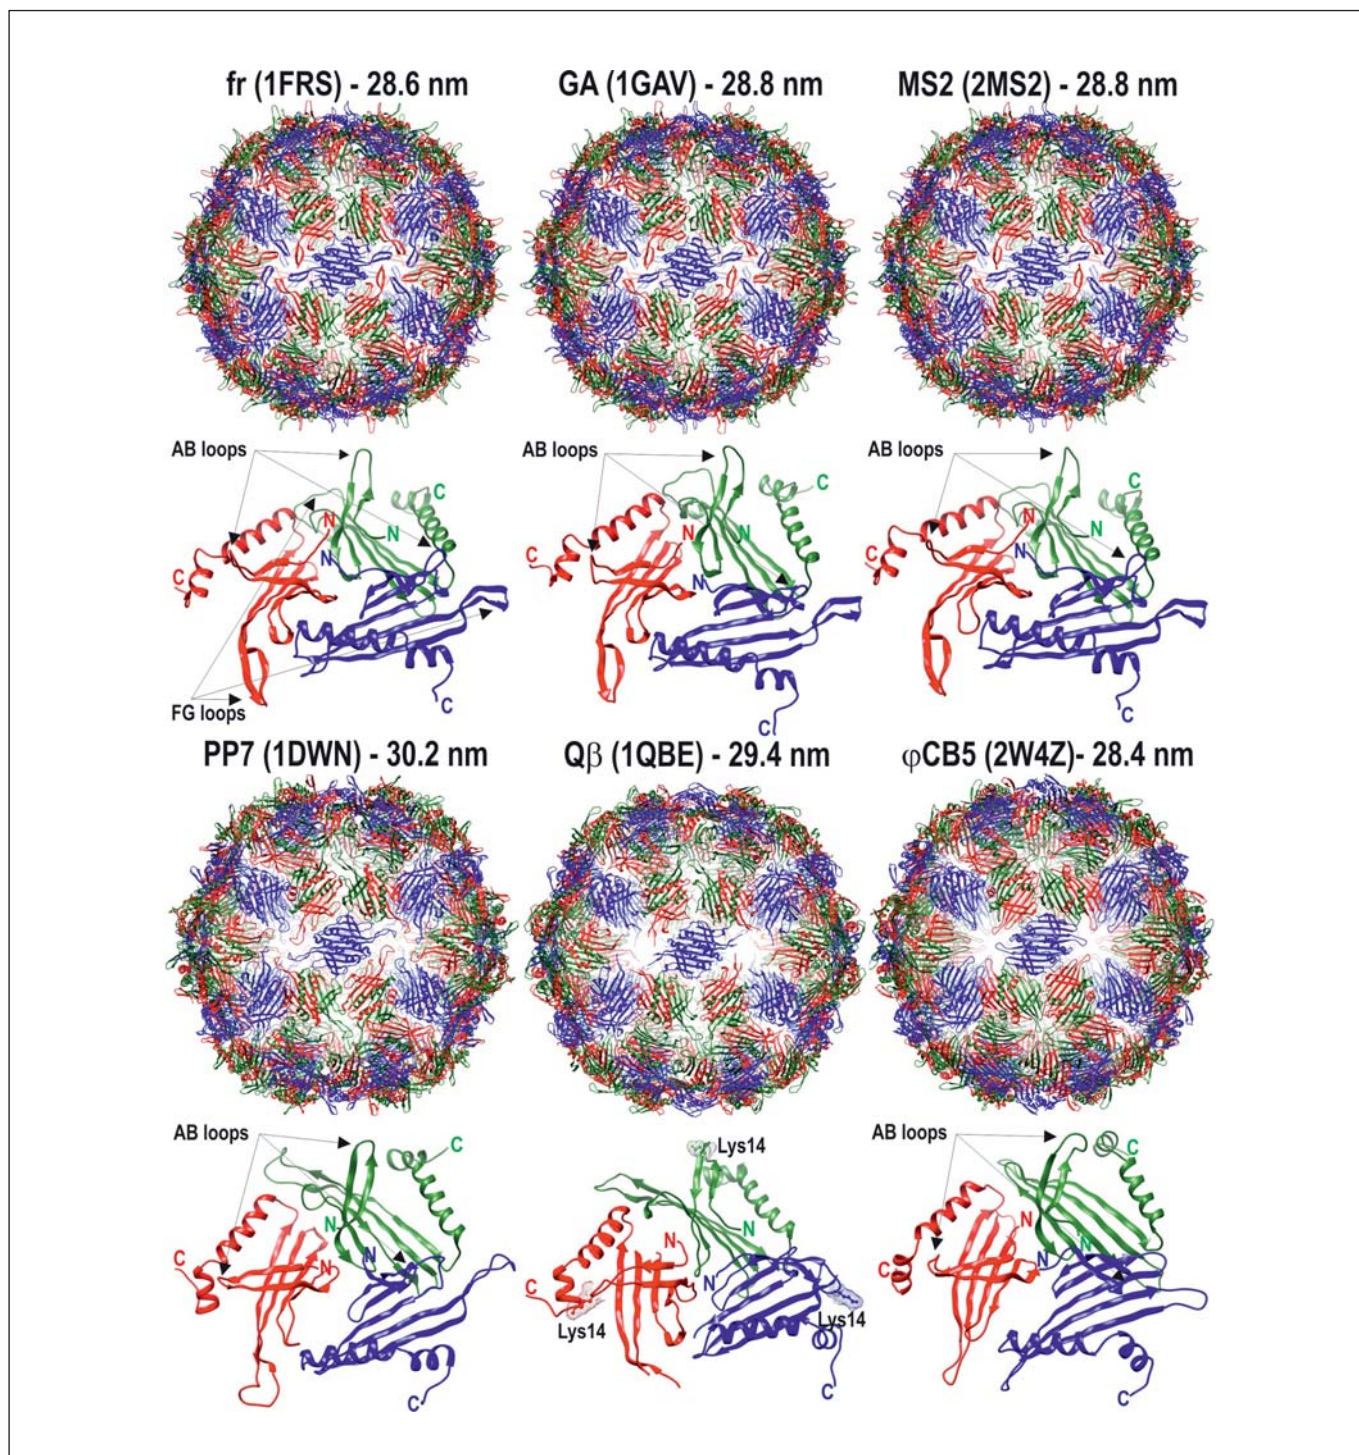 fr (1FRS) - 28.6 nm
GA (1GAV) - 28.8 nm
MS2 (2MS2) - 28.8 nm
AB loops
C
N
N
N
C
C
FG loops
AB loops
C
N
N
N
C
C
AB loops
C
N
N
N
C
C
PP7 (1DWN) - 30.2 nm
Qβ (1QBE) - 29.4 nm
φCB5 (2W4Z)- 28.4 nm
AB loops
C
N
N
N
C
C
Lys14
N
N
N
C
Lys14
Lys14
C
AB loops
C
N
N
N
C
C